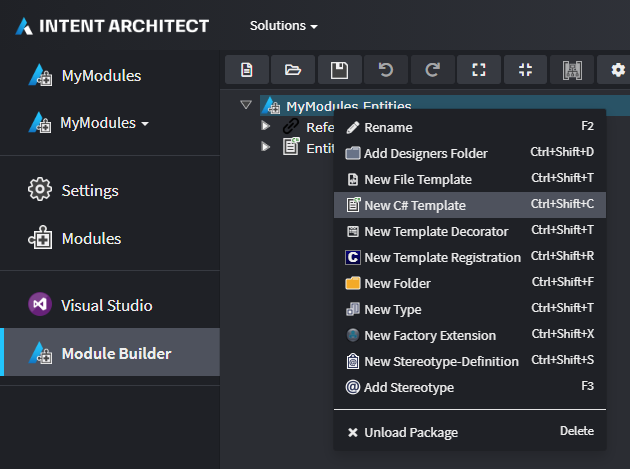 INTENT ARCHITECT
Solutions
MyModules
MyModules
Settings
Modules
Visual Studio
Module Builder
MyModules.Entities
Refe
Enti
Rename F2
Add Designers Folder Ctrl+Shift+D
New File Template Ctrl+Shift+T
New C# Template Ctrl+Shift+C
New Template Decorator Ctrl+Shift+T
New Template Registration Ctrl+Shift+R
New Folder Ctrl+Shift+F
New Type Ctrl+Shift+T
New Factory Extension Ctrl+Shift+X
New Stereotype-Definition Ctrl+Shift+S
Add Stereotype F3
Unload Package Delete